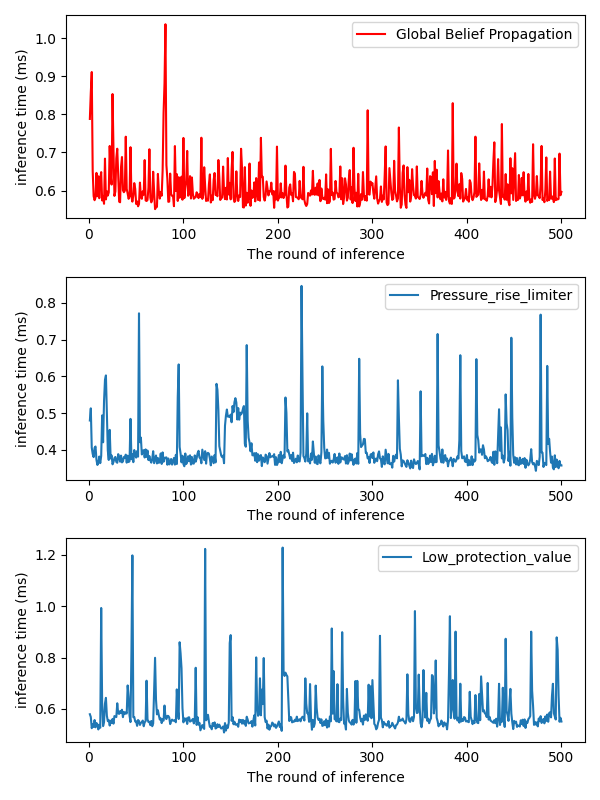 Global Belief Propagation
inference time (ms)
1.0
0.9
0.8
0.7
0.6
0 100 200 300 400 500
The round of inference
Pressure_rise_limiter
inference time (ms)
0.8
0.7
0.6
0.5
0.4
0 100 200 300 400 500
The round of inference
Low_protection_value
inference time (ms)
1.2
1.0
0.8
0.6
0 100 200 300 400 500
The round of inference